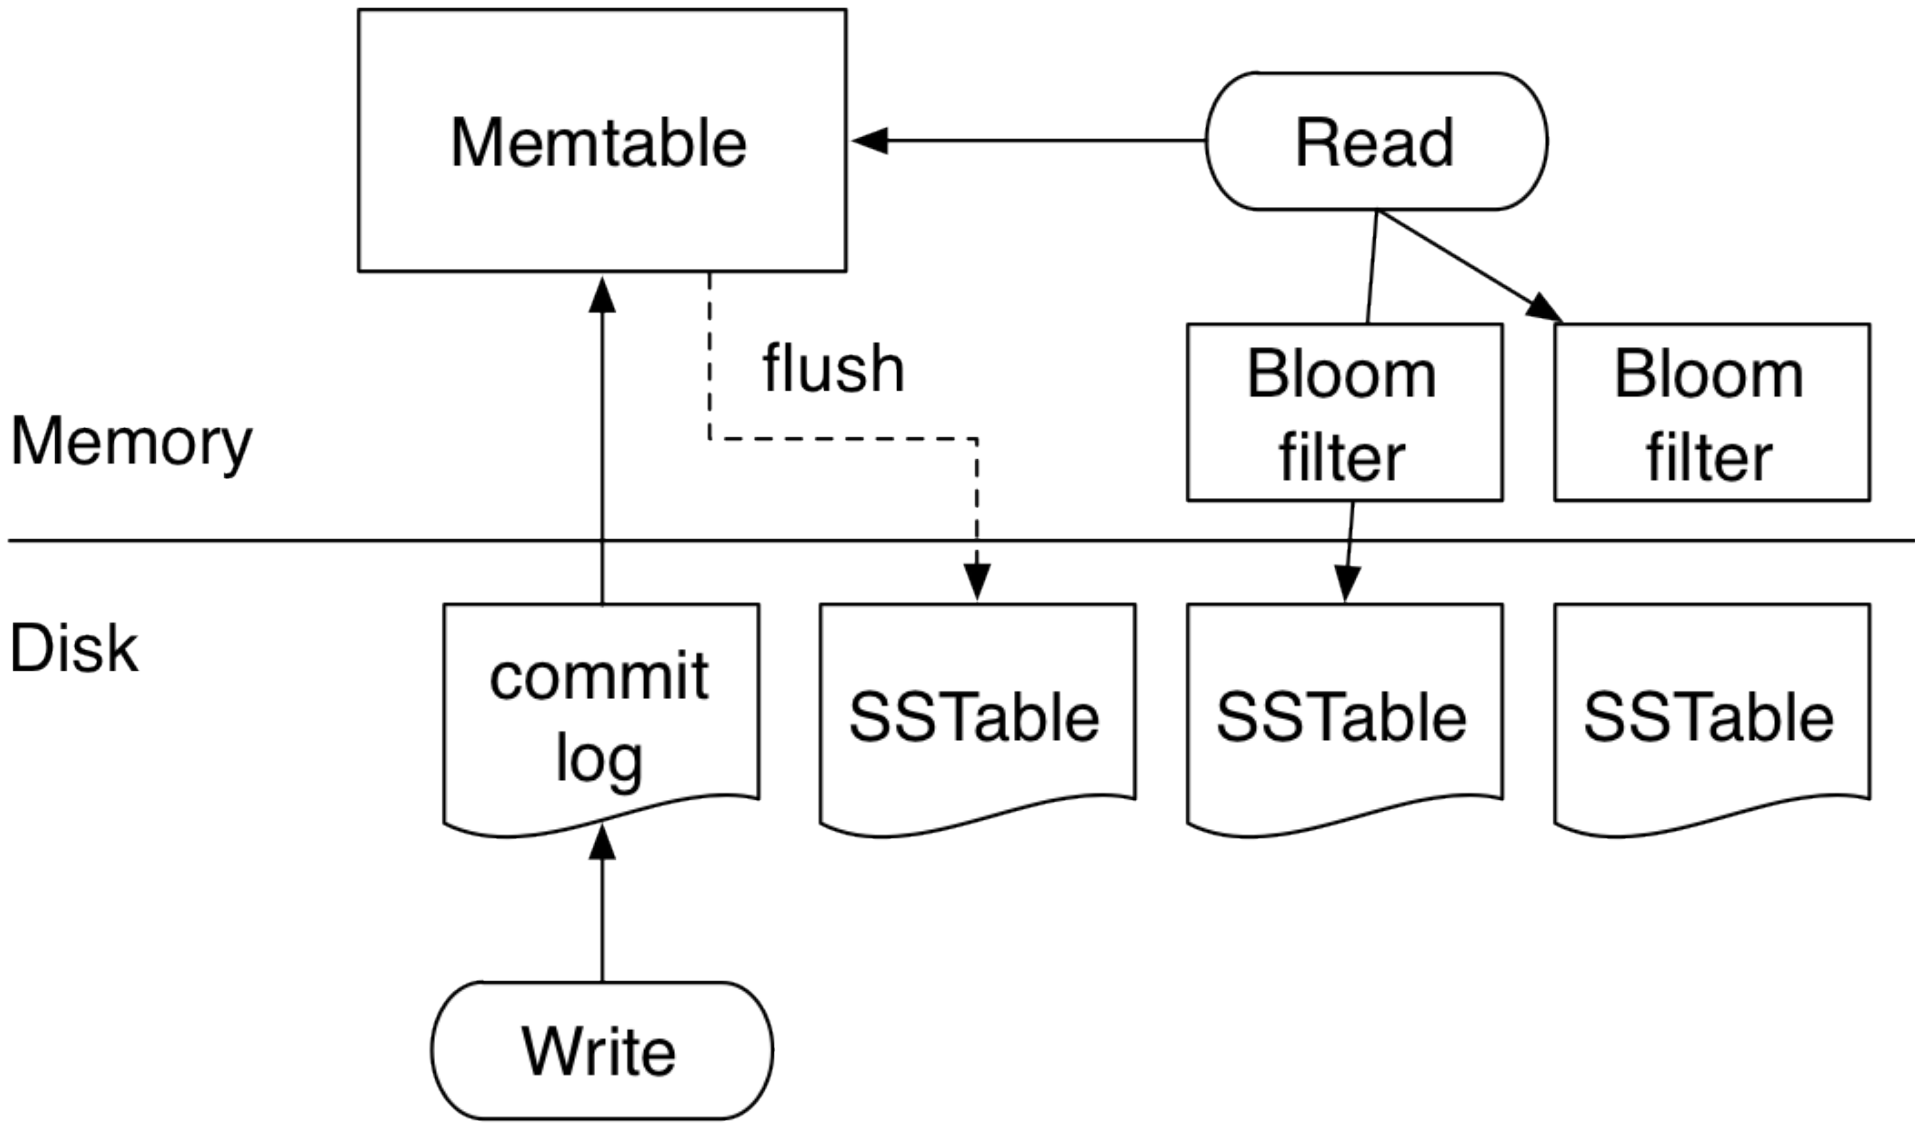 Memtable
Read
flush
Bloom
filter
Bloom
filter
Memory
Disk
commit
log
SSTable
SSTable
SSTable
Write